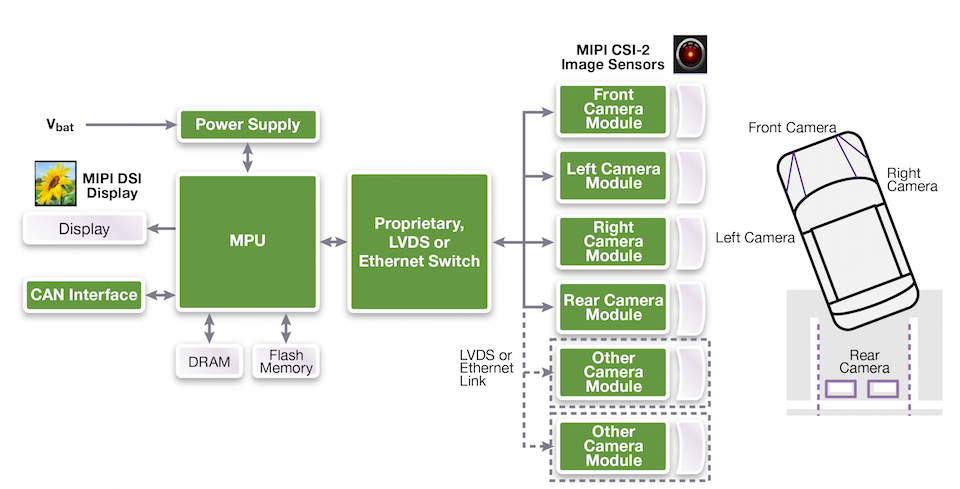 MIPI CSI-2
Image Sensors
Front
Camera
Module
Left Camera
Module
Right
Camera
Module
Rear Camera
Module
Other
Camera
Module
Other
Camera
Module
LVDS or
Ethernet
Link
Vbat
Power Supply
MIPI DSI
Display
Display
MPU
Proprietary,
LVDS or
Ethernet Switch
CAN Interface
DRAM
Flash
Memory
Front Camera
Right
Camera
Left Camera
Rear
Camera